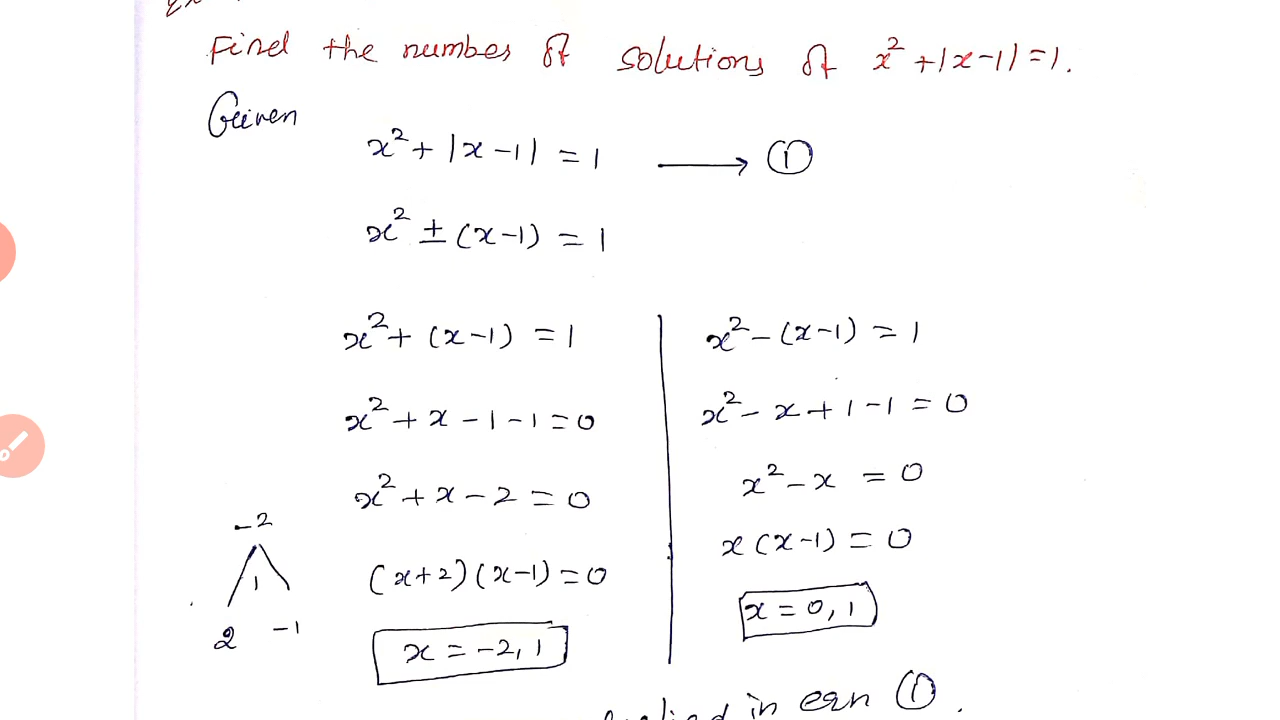 Find the number of solutions of x²+|x-1|=1.
Given
x²+|x-1|=1 ⟶ ①
x² ± (x-1) = 1
x²+(x-1) = 1
x²+x-1-1=0
x²+x-2=0
-2
1
2 -1
(x+2)(x-1)=0
x = -2, 1
x²-(x-1) = 1
x²-x+1-1=0
x²-x = 0
x(x-1) = 0
x = 0, 1
in eqn ①.